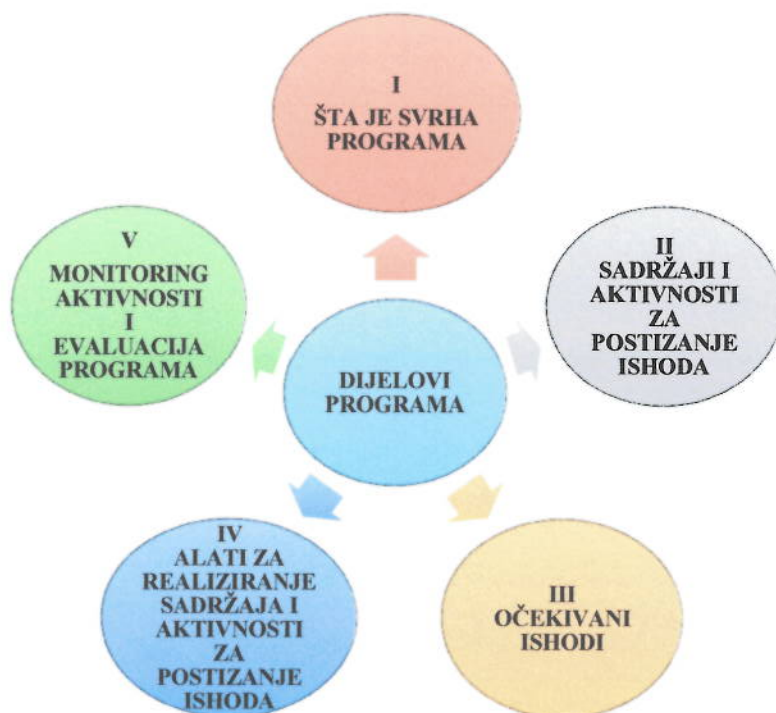 I
ŠTA JE SVRHA
PROGRAMA
II
SADRŽAJI I
AKTIVNOSTI
ZA
POSTIZANJE
ISHODA
III
OČEKIVANI
ISHODI
IV
ALATI ZA
REALIZIRANJE
SADRŽAJA I
AKTIVNOSTI
ZA
POSTIZANJE
ISHODA
V
MONITORING
AKTIVNOSTI
I
EVALUACIJA
PROGRAMA
DIJELOVI
PROGRAMA